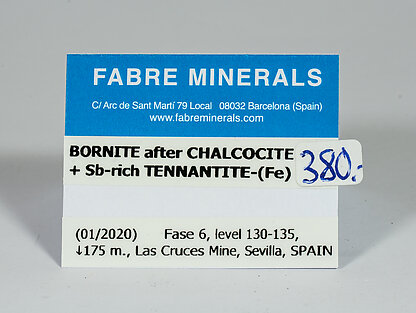 FABRE MINERALS
C/ Arc de Sant Martí 79 Local 08032 Barcelona (Spain)
www.fabreminerals.com
BORNITE after CHALCOCITE
+ Sb-rich TENNANTITE-(Fe)
380.-
(01/2020) Fase 6, level 130-135,
↓175 m., Las Cruces Mine, Sevilla, SPAIN